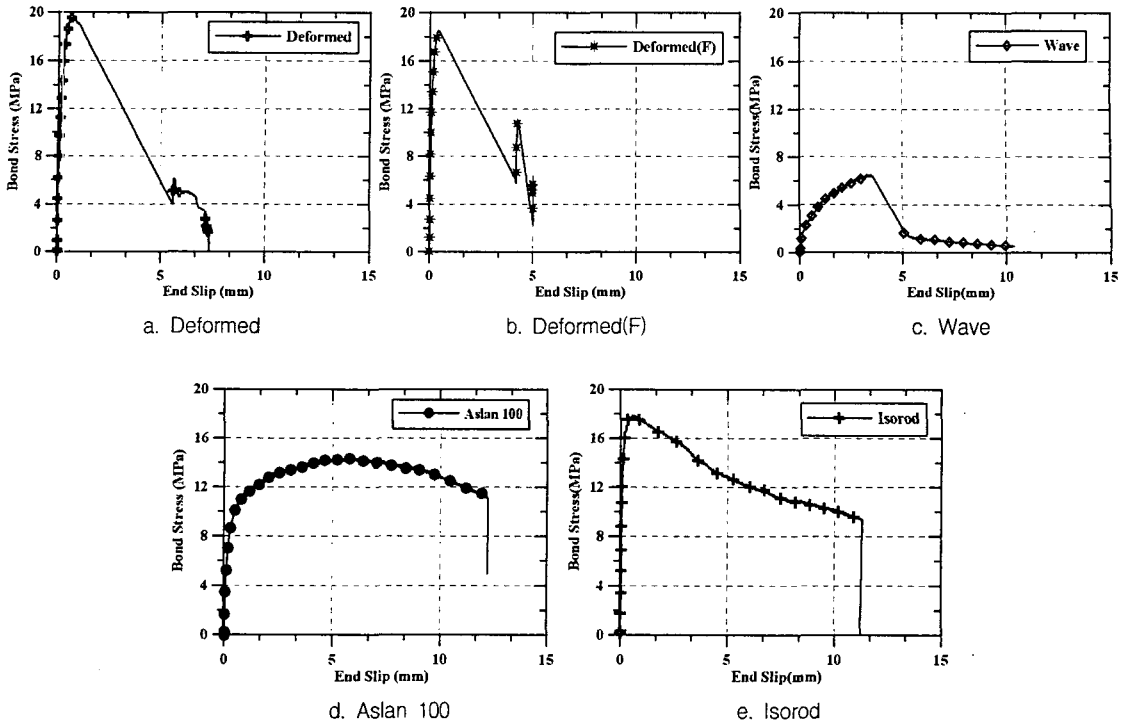 20
16
12
8
4
0
Bond Stress (MPa)
Deformed
0
5
10
15
End Slip (mm)
a. Deformed
20
16
12
8
4
0
Bond Stress (MPa)
Deformed(F)
0
5
10
15
End Slip (mm)
b. Deformed(F)
20
16
12
8
4
0
Bond Stress(MPa)
Wave
0
5
10
15
End Slip(mm)
c. Wave
20
16
12
8
4
0
Bond Stress (MPa)
Aslan 100
0
5
10
15
End Slip (mm)
d. Aslan 100
20
16
12
8
4
0
Bond Stress(MPa)
Isorod
0
5
10
15
End Slip(mm)
e. Isorod